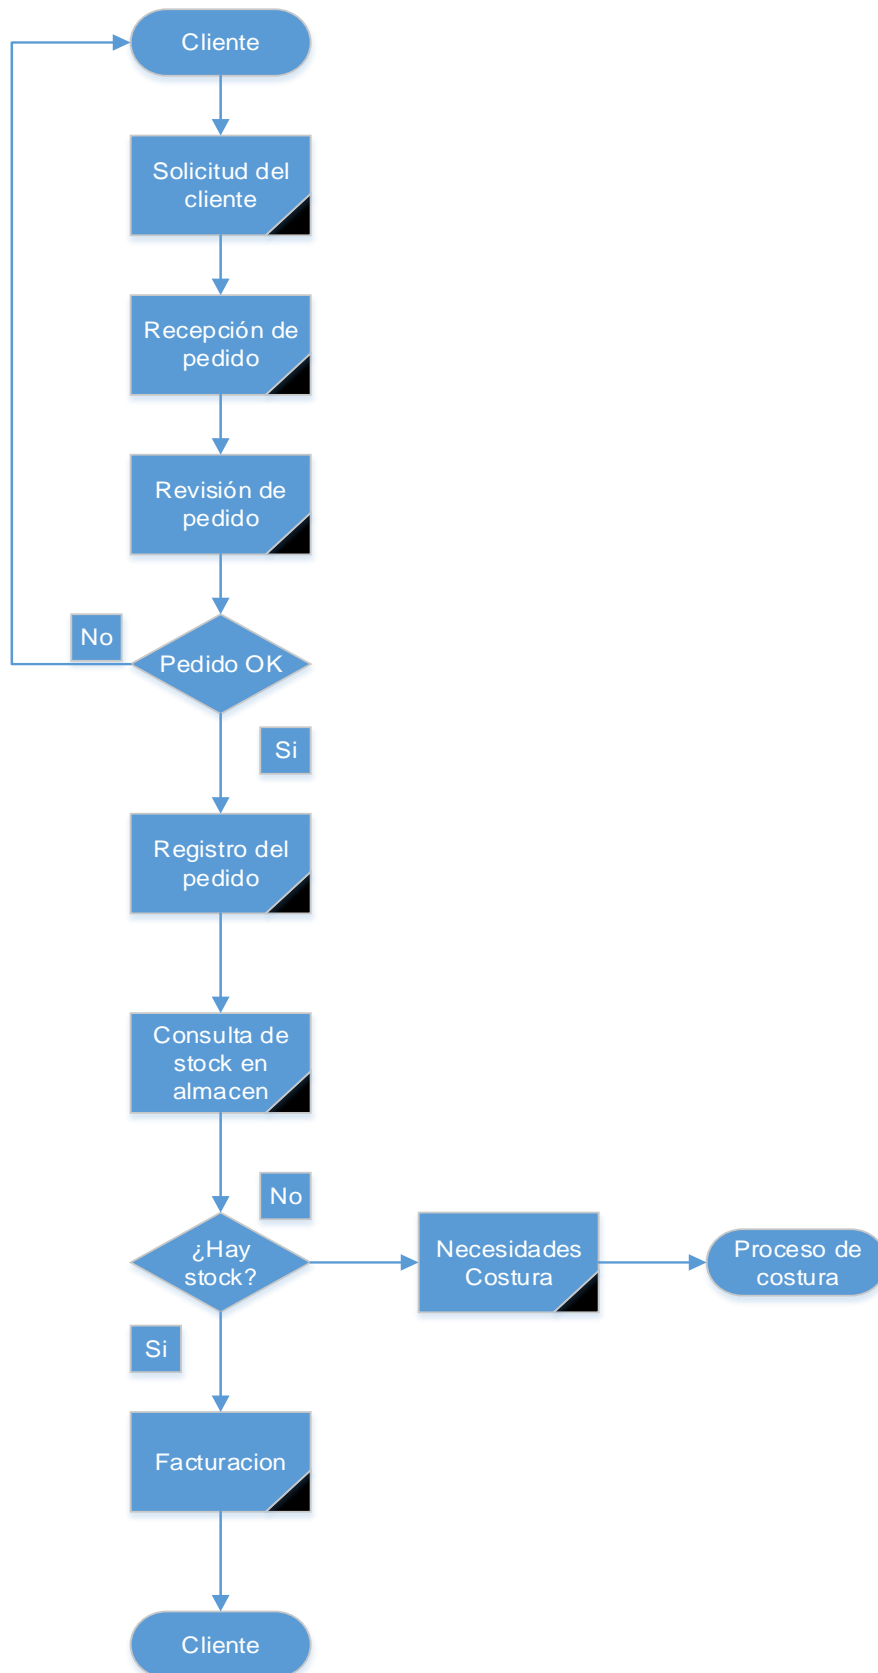 Cliente
Solicitud del
cliente
Recepción de
pedido
Revisión de
pedido
No
Pedido OK
Si
Registro del
pedido
Consulta de
stock en
almacen
No
¿Hay
stock?
Necesidades
Costura
Proceso de
costura
Si
Facturacion
Cliente